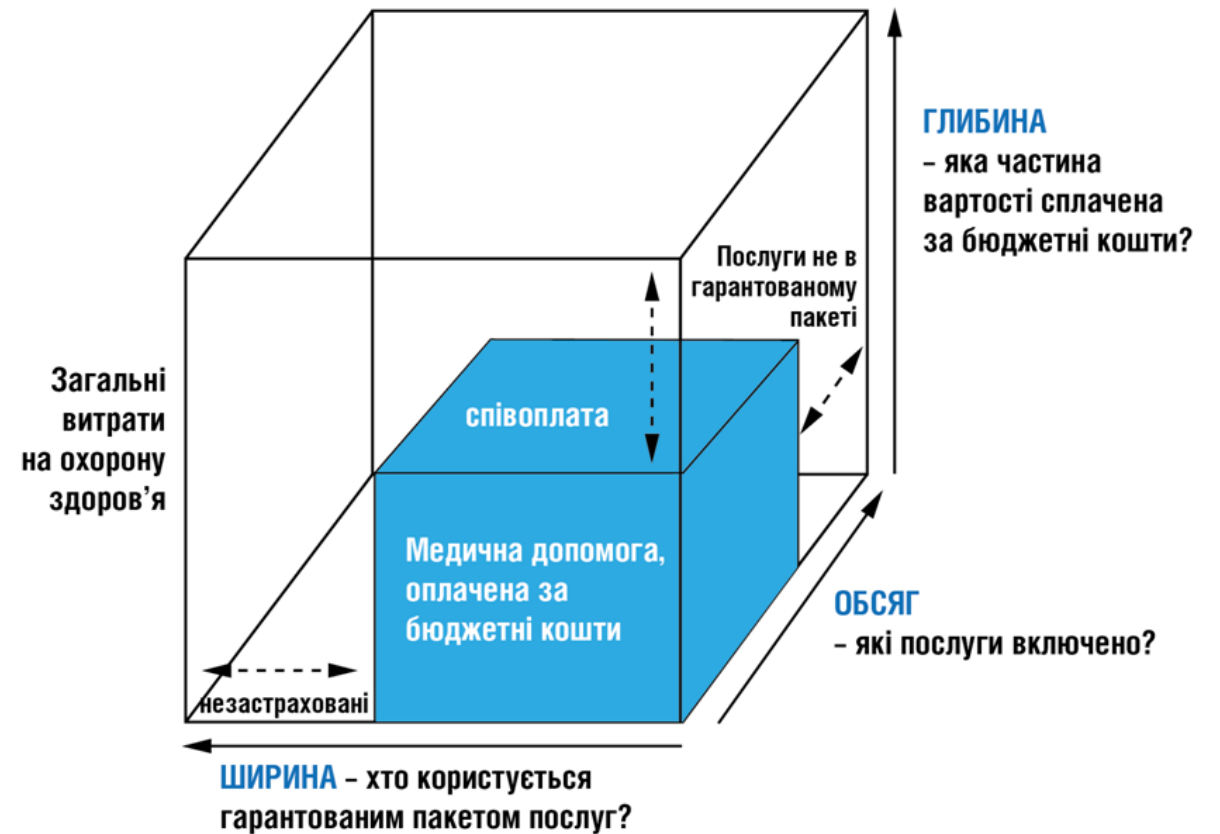 ГЛИБИНА
– яка частина
вартості сплачена
за бюджетні кошти?
Послуги не в
гарантованому
пакеті
Загальні
витрати
на охорону
здоров’я
співоплата
Медична допомога,
оплачена за
бюджетні кошти
ОБСЯГ
– які послуги включено?
незастраховані
ШИРИНА – хто користується
гарантованим пакетом послуг?